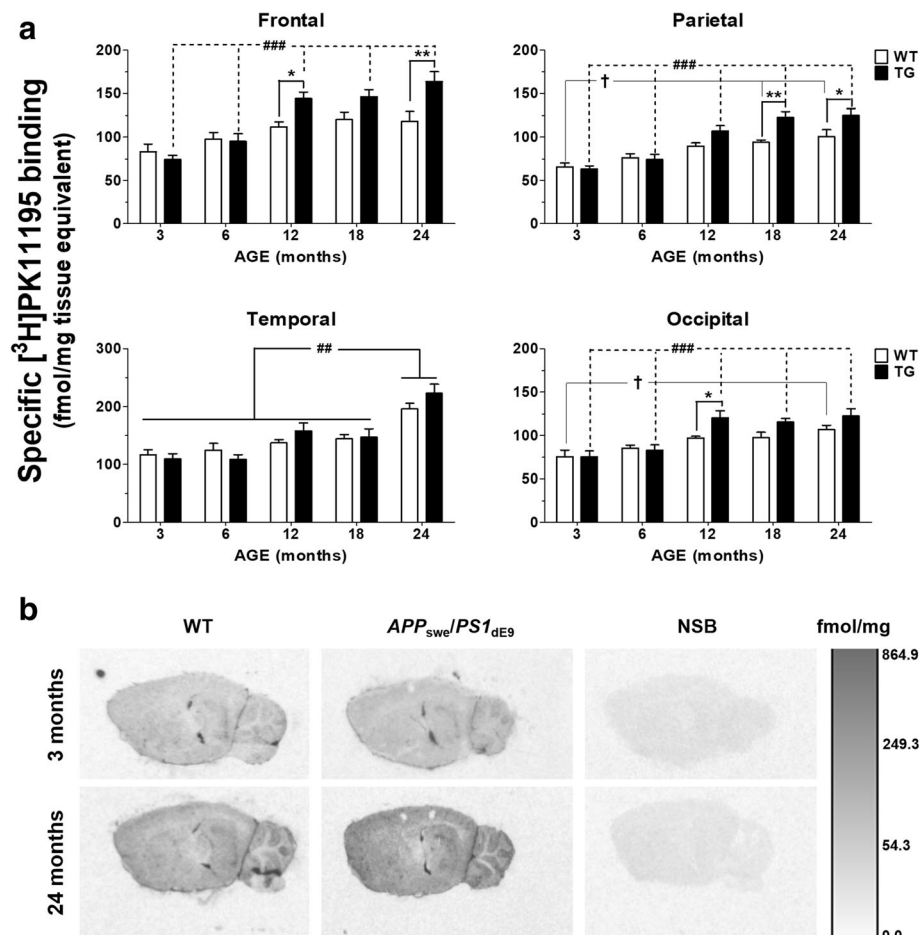 a
Specific [³H]PK11195 binding
(fmol/mg tissue equivalent)
Frontal
200
150
100
50
0
###
*
**
3 6 12 18 24
AGE (months)
Parietal
200
150
100
50
0
###
†
**
*
3 6 12 18 24
AGE (months)
WT
TG
Temporal
300
200
100
0
##
3 6 12 18 24
AGE (months)
Occipital
200
150
100
50
0
###
†
*
3 6 12 18 24
AGE (months)
WT
TG
b
WT APPswe/PS1dE9 NSB fmol/mg
3 months
24 months
864.9
249.3
54.3
0.0